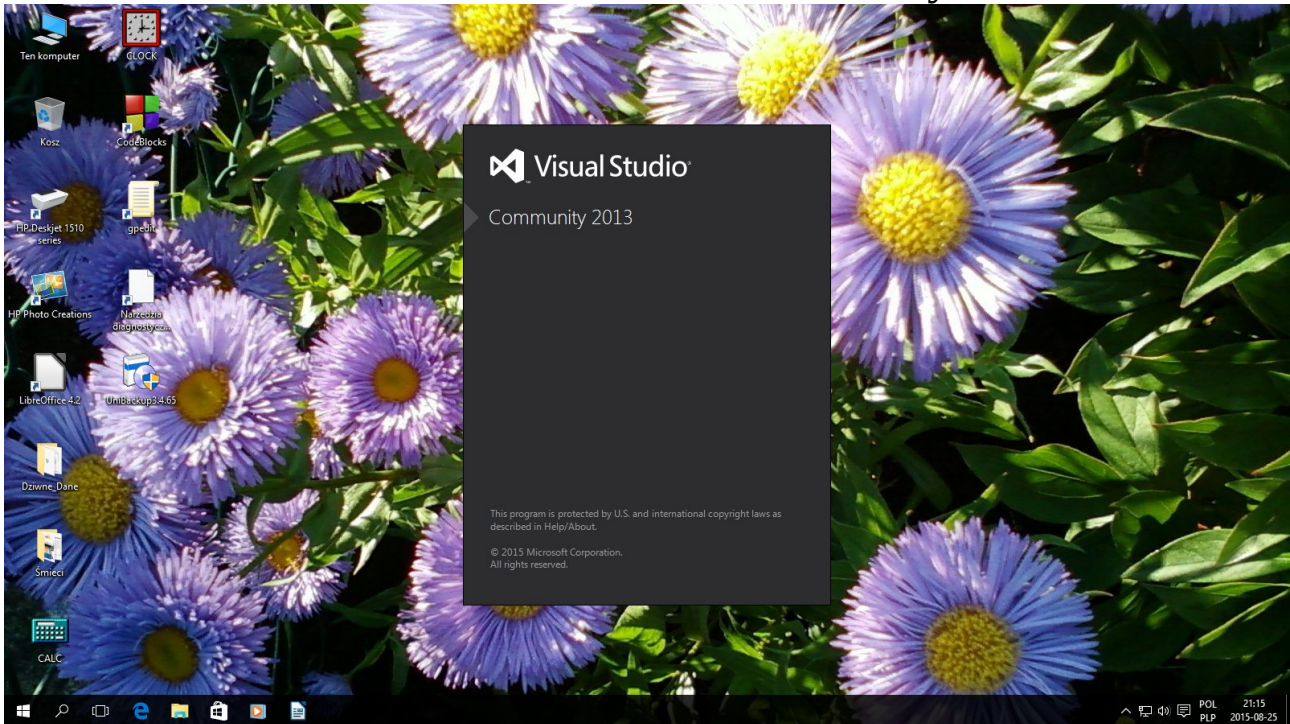 Ten komputer
CLOCK
Kosz
CodeBlocks
HP Deskjet 1510
series
gpedit
HP Photo Creations
Narzędzia
diagnostycz...
LibreOffice 4.2
UniBackup3.4.65
Dziwne_Dane
Śmieci
CALC
Visual Studio
Community 2013
This program is protected by U.S. and international copyright laws as
described in Help/About.
© 2015 Microsoft Corporation.
All rights reserved.
POL
PLP
21:15
2015-08-25